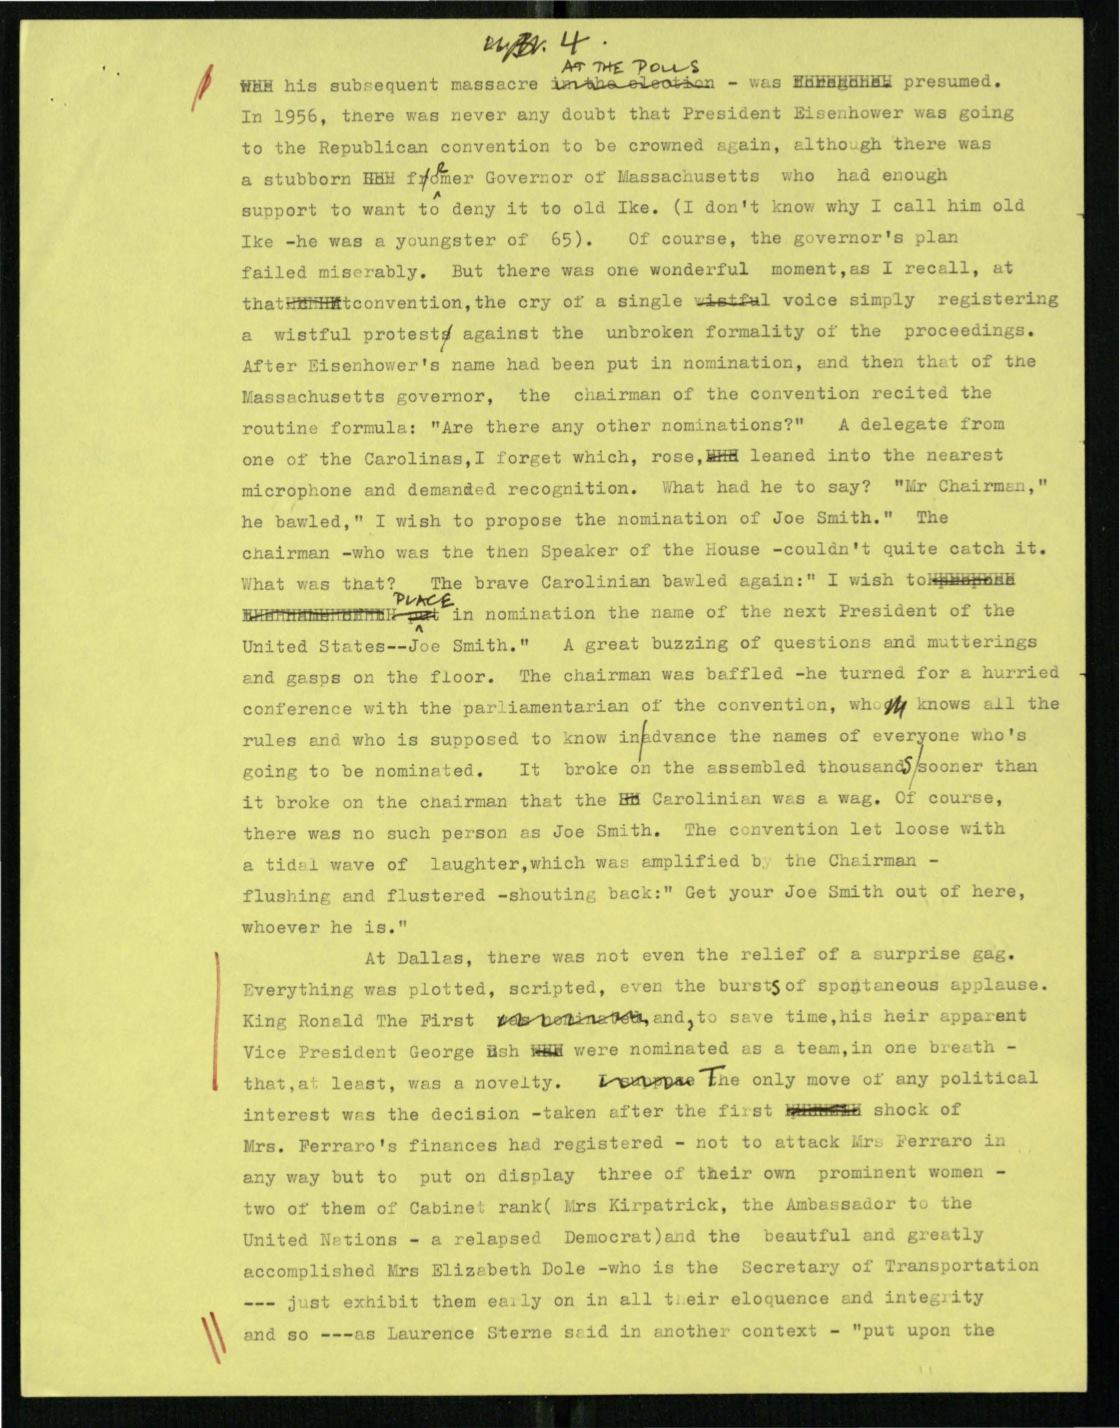 4.
his subsequent massacre in the election AT THE POLLS - was presumed.
In 1956, there was never any doubt that President Eisenhower was going
to the Republican convention to be crowned again, although there was
a stubborn former Governor of Massachusetts who had enough
support to want to deny it to old Ike. (I don't know why I call him old
Ike -he was a youngster of 65). Of course, the governor's plan
failed miserably. But there was one wonderful moment,as I recall, at
that convention,the cry of a single wistful voice simply registering
a wistful protest against the unbroken formality of the proceedings.
After Eisenhower's name had been put in nomination, and then that of the
Massachusetts governor, the chairman of the convention recited the
routine formula: "Are there any other nominations?" A delegate from
one of the Carolinas,I forget which, rose, leaned into the nearest
microphone and demanded recognition. What had he to say? "Mr Chairman,"
he bawled," I wish to propose the nomination of Joe Smith." The
chairman -who was the then Speaker of the House -couldn't quite catch it.
What was that? The brave Carolinian bawled again:" I wish to
put PLACE in nomination the name of the next President of the
United States--Joe Smith." A great buzzing of questions and mutterings
and gasps on the floor. The chairman was baffled -he turned for a hurried
conference with the parliamentarian of the convention, who knows all the
rules and who is supposed to know in/advance the names of everyone who's
going to be nominated. It broke on the assembled thousandS/sooner than
it broke on the chairman that the Carolinian was a wag. Of course,
there was no such person as Joe Smith. The convention let loose with
a tidal wave of laughter,which was amplified by the Chairman -
flushing and flustered -shouting back:" Get your Joe Smith out of here,
whoever he is."
At Dallas, there was not even the relief of a surprise gag.
Everything was plotted, scripted, even the burstS of spontaneous applause.
King Ronald The First was nominated, and, to save time,his heir apparent
Vice President George Bsh were nominated as a team,in one breath -
that,at least, was a novelty. I suppose The only move of any political
interest was the decision -taken after the first shock of
Mrs. Ferraro's finances had registered - not to attack Mrs Ferraro in
any way but to put on display three of their own prominent women -
two of them of Cabinet rank( Mrs Kirpatrick, the Ambassador to the
United Nations - a relapsed Democrat)and the beautiful and greatly
accomplished Mrs Elizabeth Dole -who is the Secretary of Transportation
--- just exhibit them early on in all their eloquence and integrity
and so ---as Laurence Sterne said in another context - "put upon the